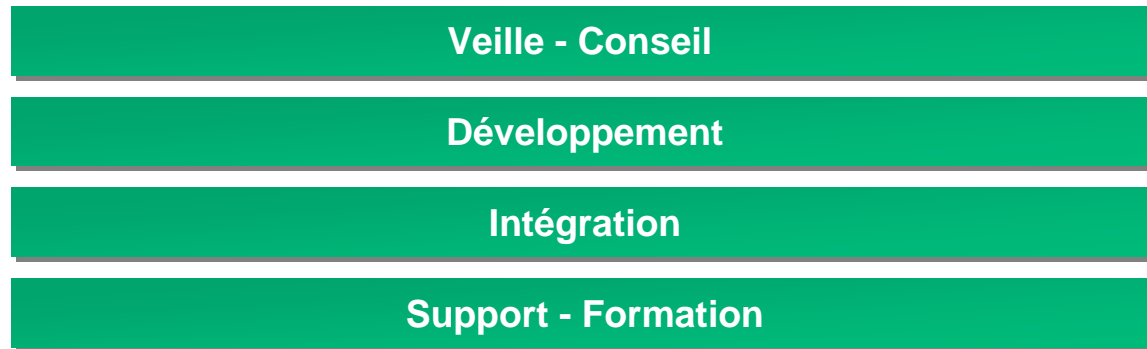 Veille - Conseil
Développement
Intégration
Support - Formation